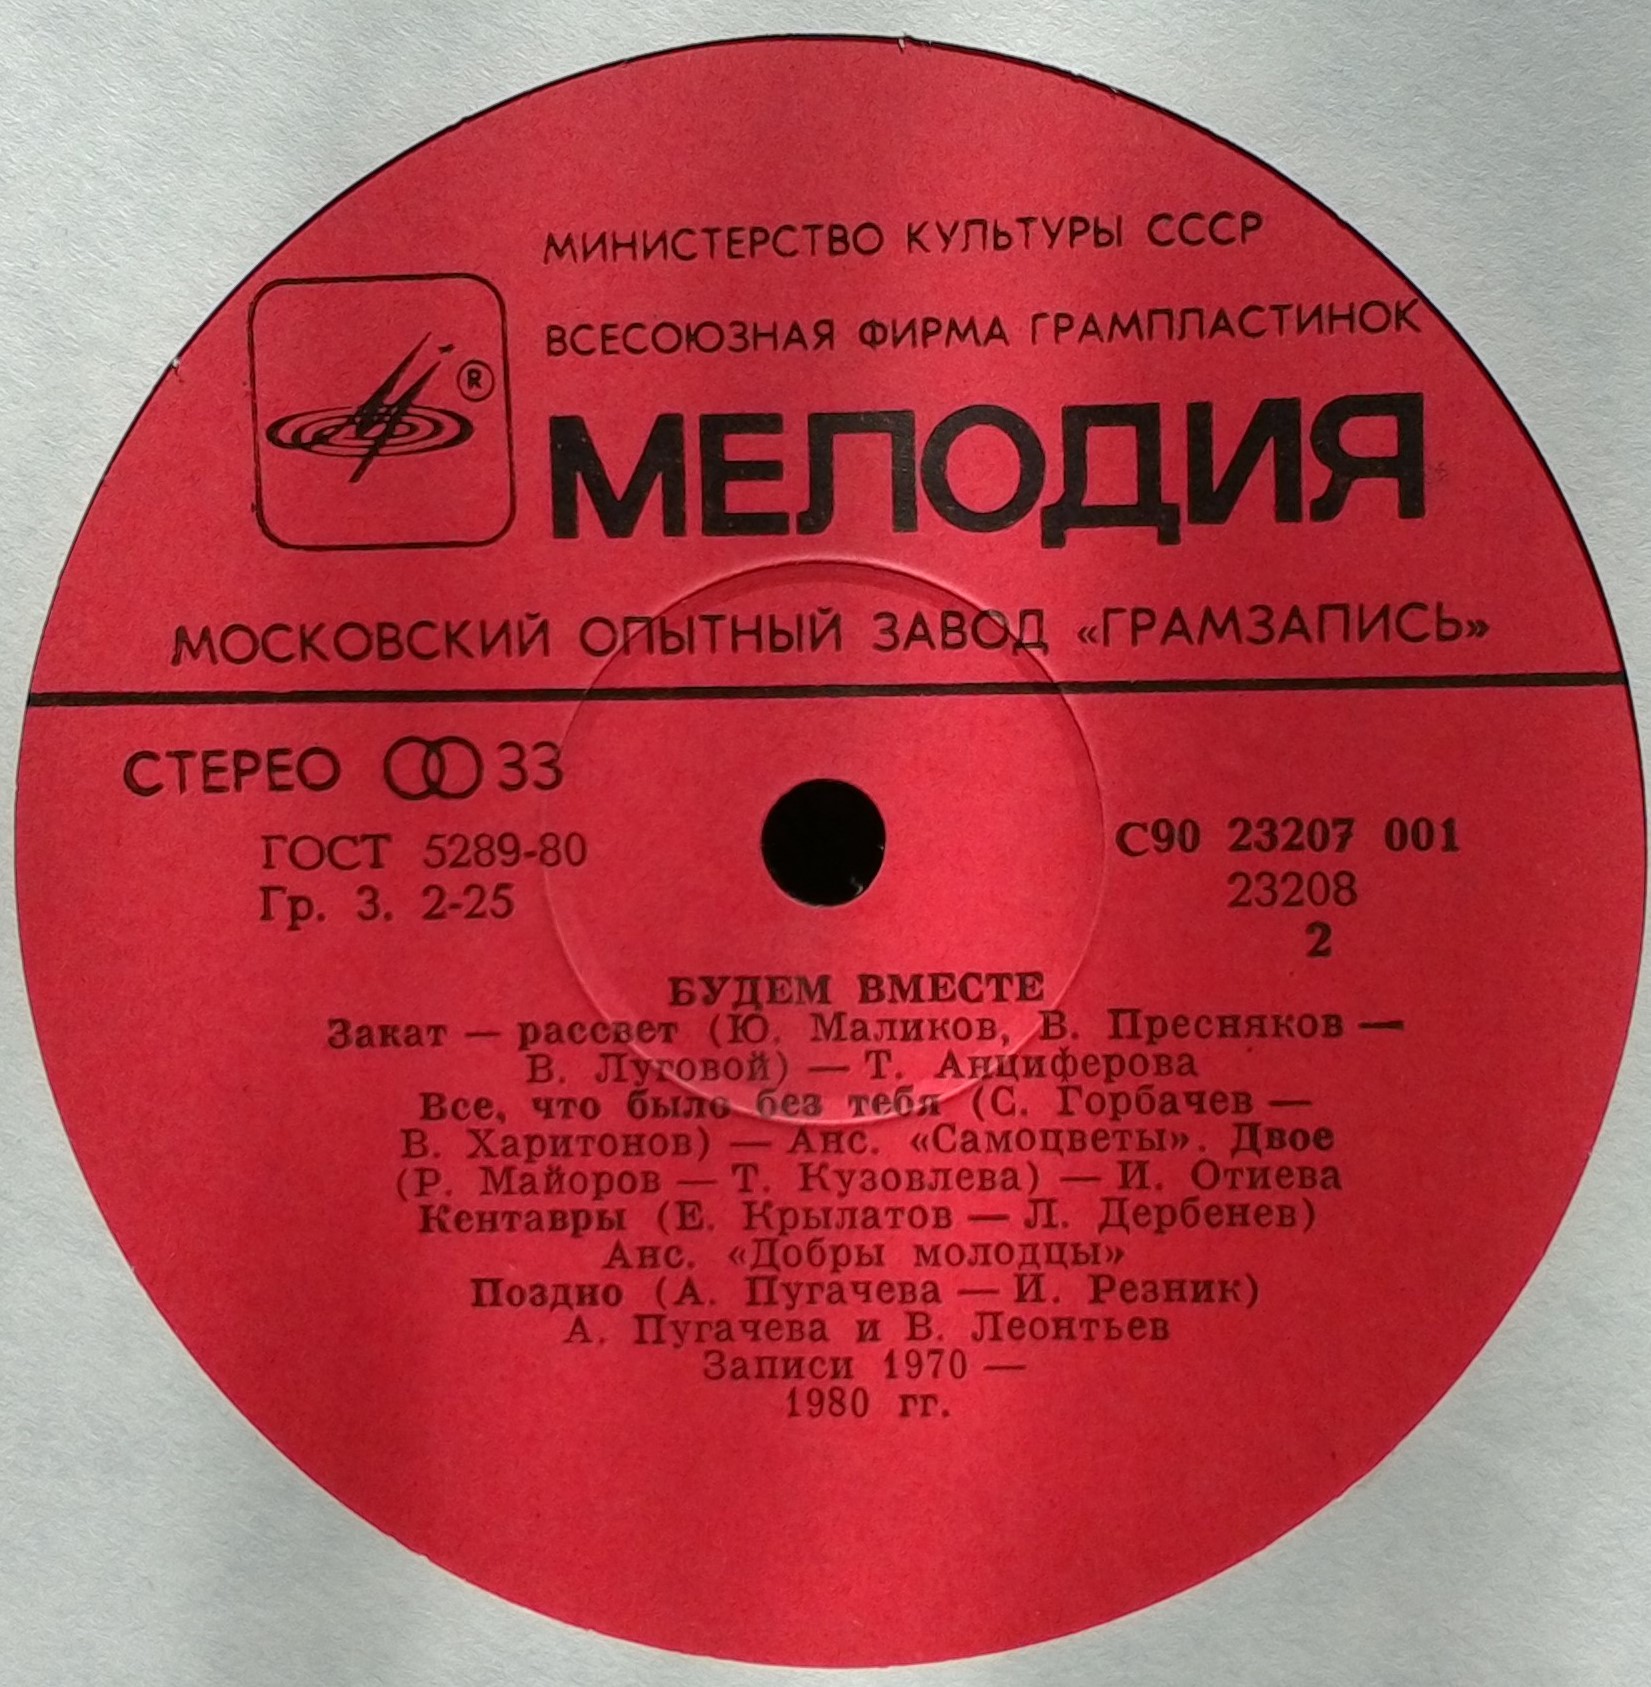 МИНИСТЕРСТВО КУЛЬТУРЫ СССР
ВСЕСОЮЗНАЯ ФИРМА ГРАМПЛАСТИНОК
®
МЕЛОДИЯ
МОСКОВСКИЙ ОПЫТНЫЙ ЗАВОД «ГРАМЗАПИСЬ»
СТЕРЕО 33
ГОСТ 5289-80
Гр. 3. 2-25
С90 23207 001
23208
2
БУДЕМ ВМЕСТЕ
Закат — рассвет (Ю. Маликов, В. Пресняков —
В. Луговой) — Т. Анциферова
Все, что было без тебя (С. Горбачев —
В. Харитонов) — Анс. «Самоцветы». Двое
(Р. Майоров — Т. Кузовлева) — И. Отиева
Кентавры (Е. Крылатов — Л. Дербенев)
Анс. «Добры молодцы»
Поздно (А. Пугачева — И. Резник)
А. Пугачева и В. Леонтьев
Записи 1970 —
1980 гг.